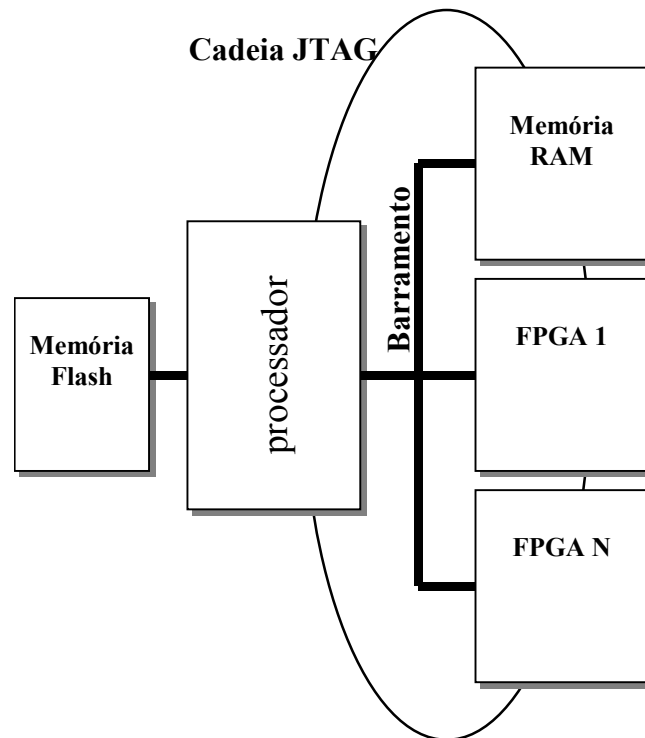 Cadeia JTAG
Memória
RAM
Barramento
processador
FPGA 1
Memória
Flash
FPGA N